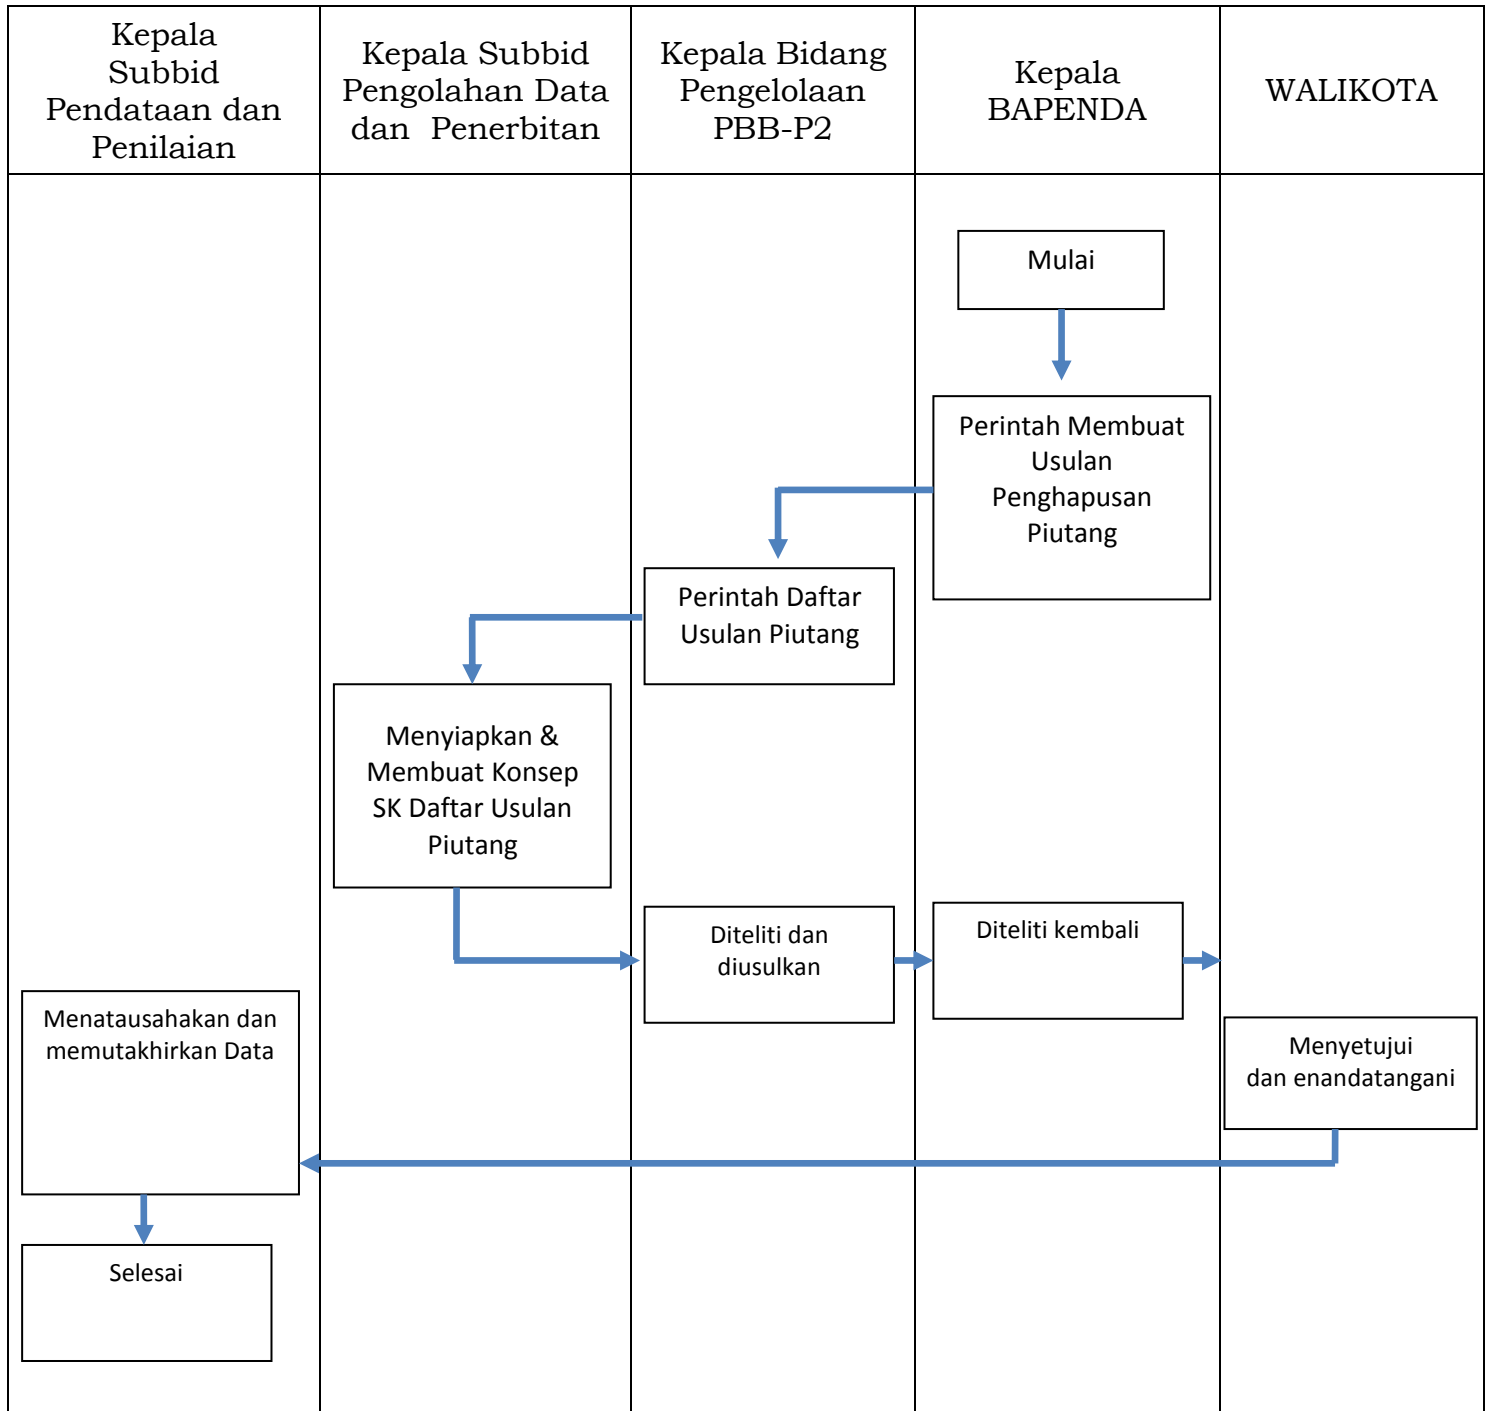 Kepala
Subbid
Pendataan dan
Penilaian
Kepala Subbid
Pengolahan Data
dan Penerbitan
Kepala Bidang
Pengelolaan
PBB-P2
Kepala
BAPENDA
WALIKOTA
Mulai
Perintah Membuat
Usulan
Penghapusan
Piutang
Perintah Daftar
Usulan Piutang
Menyiapkan &
Membuat Konsep
SK Daftar Usulan
Piutang
Diteliti dan
diusulkan
Diteliti kembali
Menyetujui
dan enandatangani
Menatausahakan dan
memutakhirkan Data
Selesai